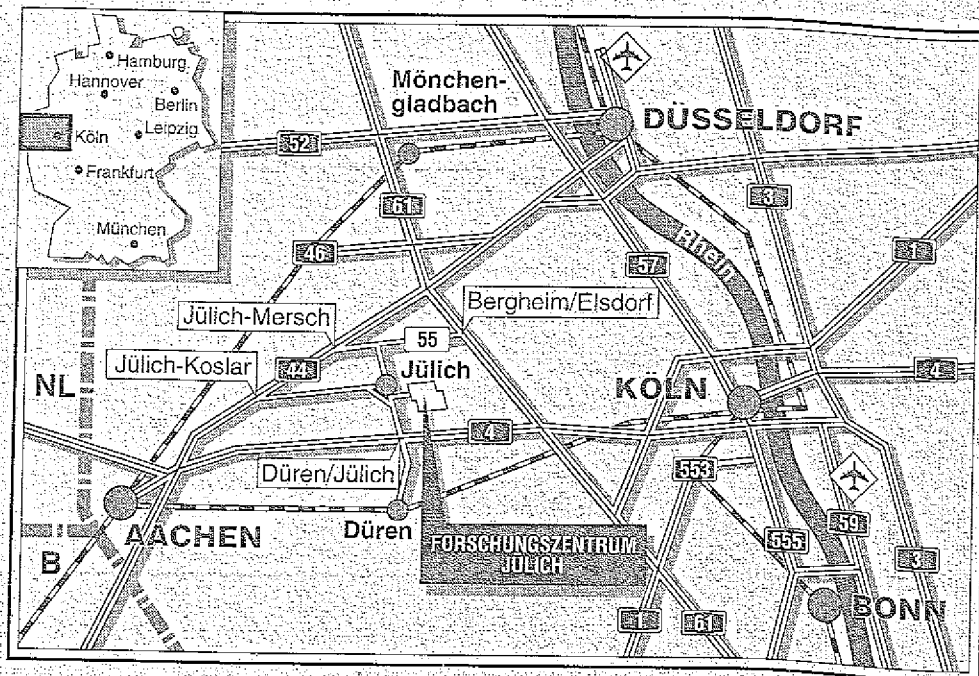 Hamburg
Hannover
Berlin
Köln
Leipzig
Frankfurt
München
Mönchen-
gladbach
DÜSSELDORF
52
61
3
46
Rhein
57
1
Bergheim/Elsdorf
Jülich-Mersch
55
Jülich-Koslar
44
Jülich
4
NL
KÖLN
4
Düren/Jülich
553
AACHEN
Düren
59
B
FORSCHUNGSZENTRUM
JÜLICH
555
3
BONN
1
61